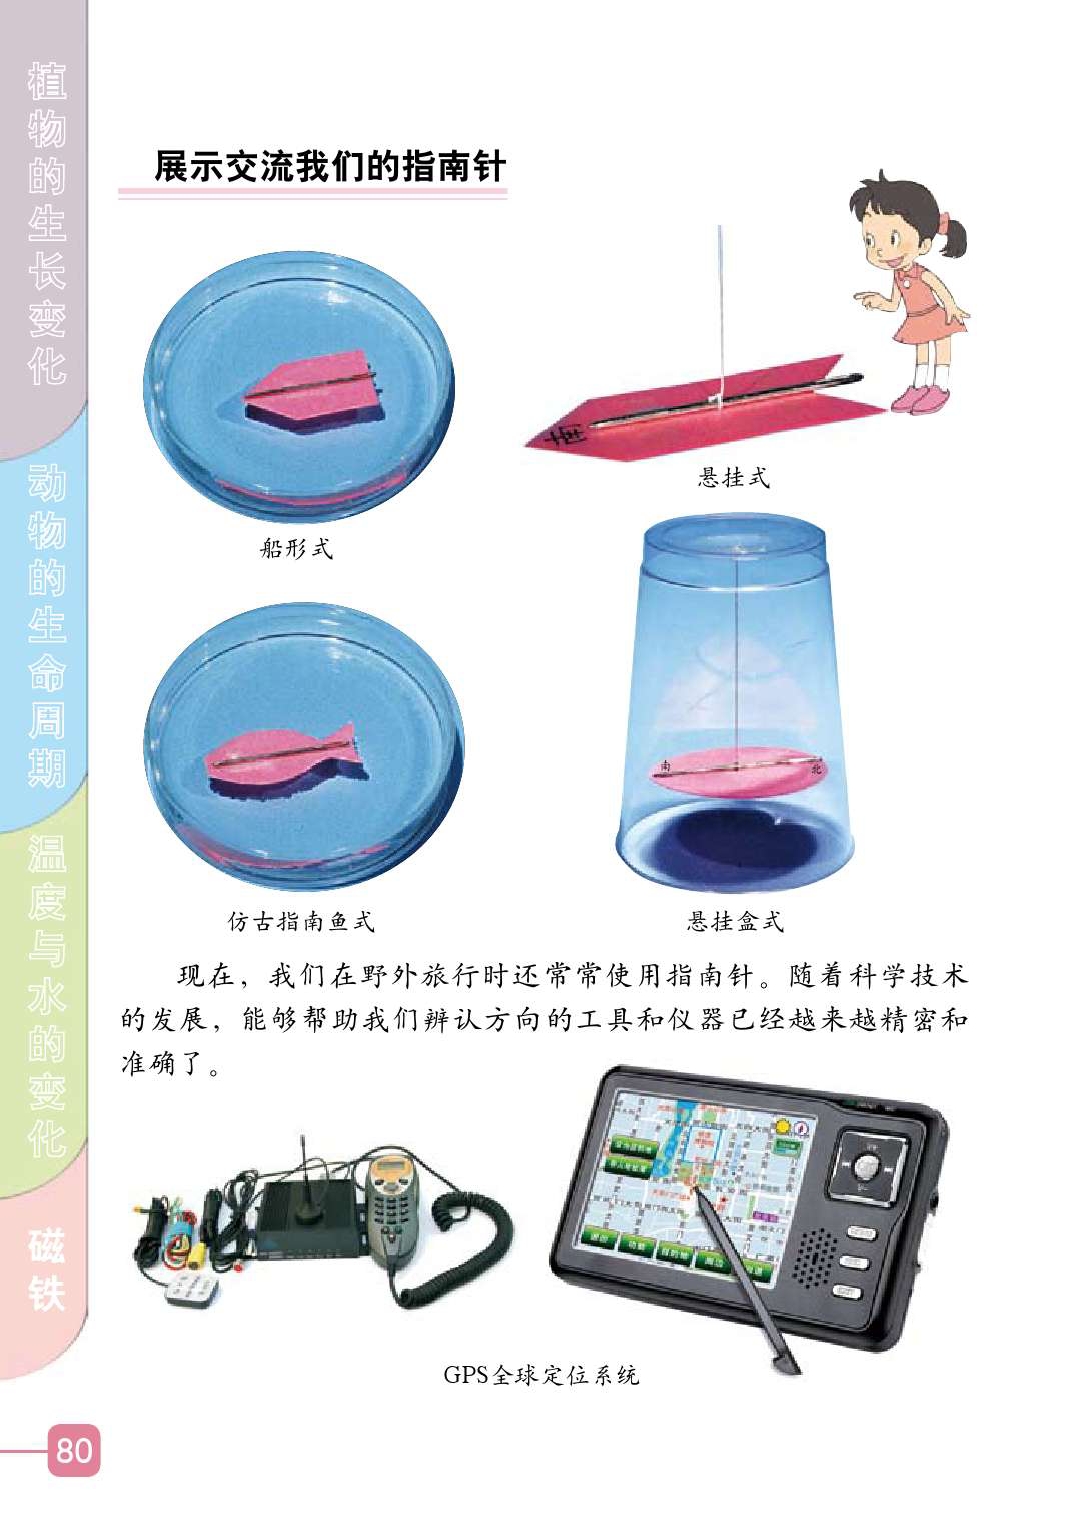 植物的生长变化
动物的生命周期
温度与水的变化
磁铁
展示交流我们的指南针
悬挂式
船形式
南
北
仿古指南鱼式
悬挂盒式
现在，我们在野外旅行时还常常使用指南针。随着科学技术
的发展，能够帮助我们辨认方向的工具和仪器已经越来越精密和
准确了。
GPS全球定位系统
80